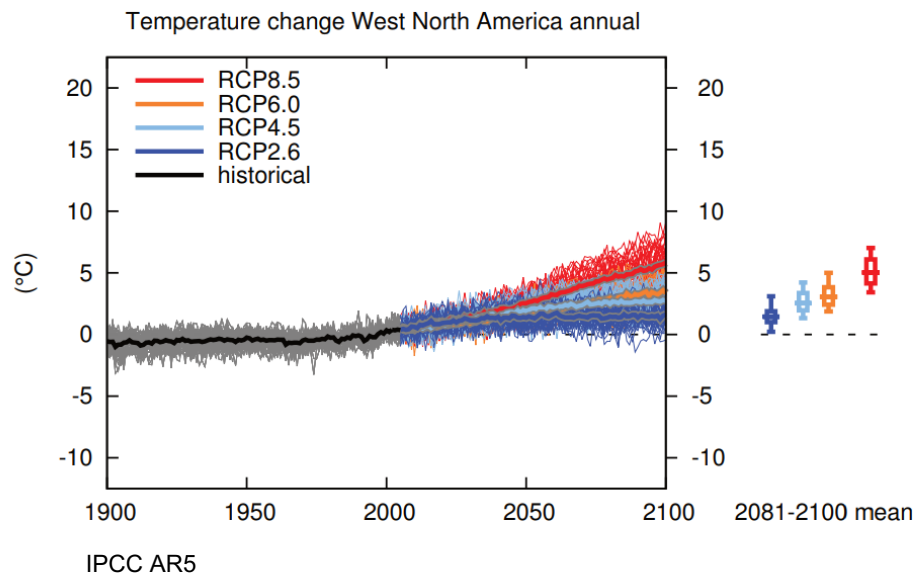 Temperature change West North America annual
RCP8.5
RCP6.0
RCP4.5
RCP2.6
historical
(°C)
20
15
10
5
0
-5
-10
20
15
10
5
0
-5
-10
1900
1950
2000
2050
2100
2081-2100 mean
IPCC AR5